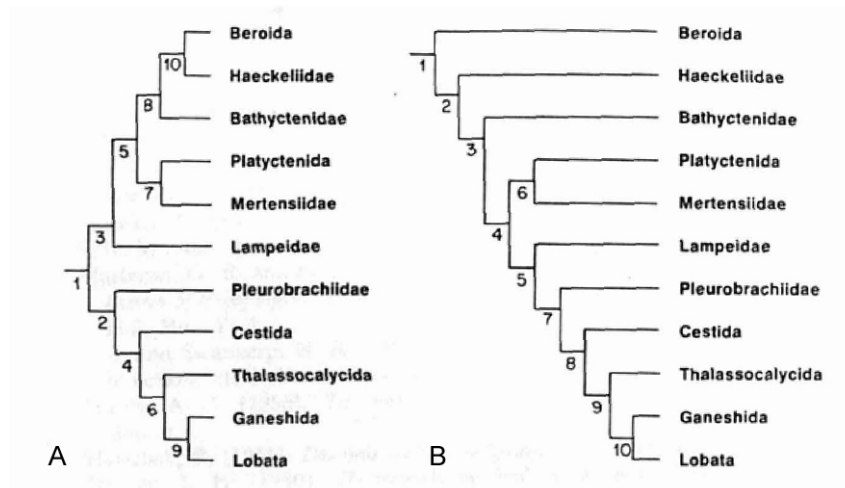 Beroida
10
Haeckeliidae
8
Bathyctenidae
5
Platyctenida
7
Mertensiidae
3
Lampeidae
1
Pleurobrachiidae
2
Cestida
4
Thalassocalycida
6
Ganeshida
9
Lobata
A
Beroida
1
Haeckeliidae
2
Bathyctenidae
3
Platyctenida
6
Mertensiidae
4
Lampeidae
5
Pleurobrachiidae
7
Cestida
8
Thalassocalycida
9
Ganeshida
10
Lobata
B